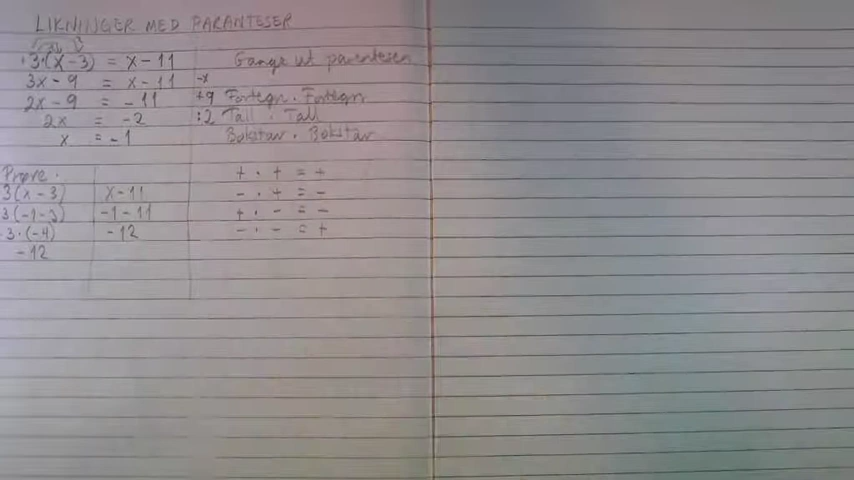 LIKNINGER MED PARANTESER
3·(x-3) = x-11 Gange ut parentesen
3x - 9 = x-11 -x
2x - 9 = -11 +9 Fortegn · Fortegn
2x = -2 :2 Tall · Tall
x = -1 Bokstav · Bokstav
+ · + = +
Prøve. - · + = -
3(x-3) x-11 + · - = -
3(-1-3) -1-11 - · - = +
3·(-4) -12
-12